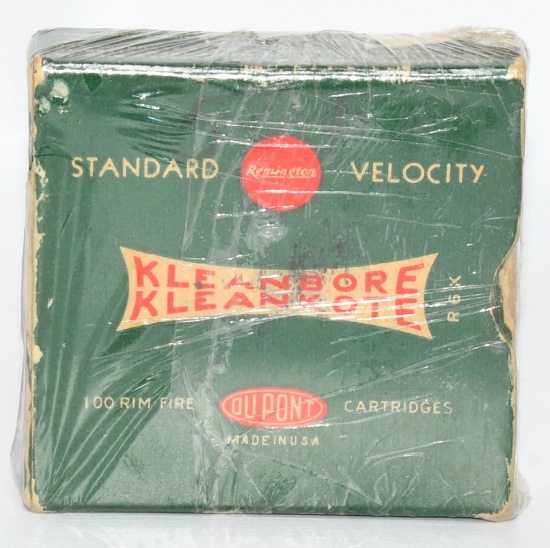 STANDARD Remington VELOCITY
KLEANBORE
KLEANKOTE
R6X
100 RIM FIRE DU PONT CARTRIDGES
MADE IN USA